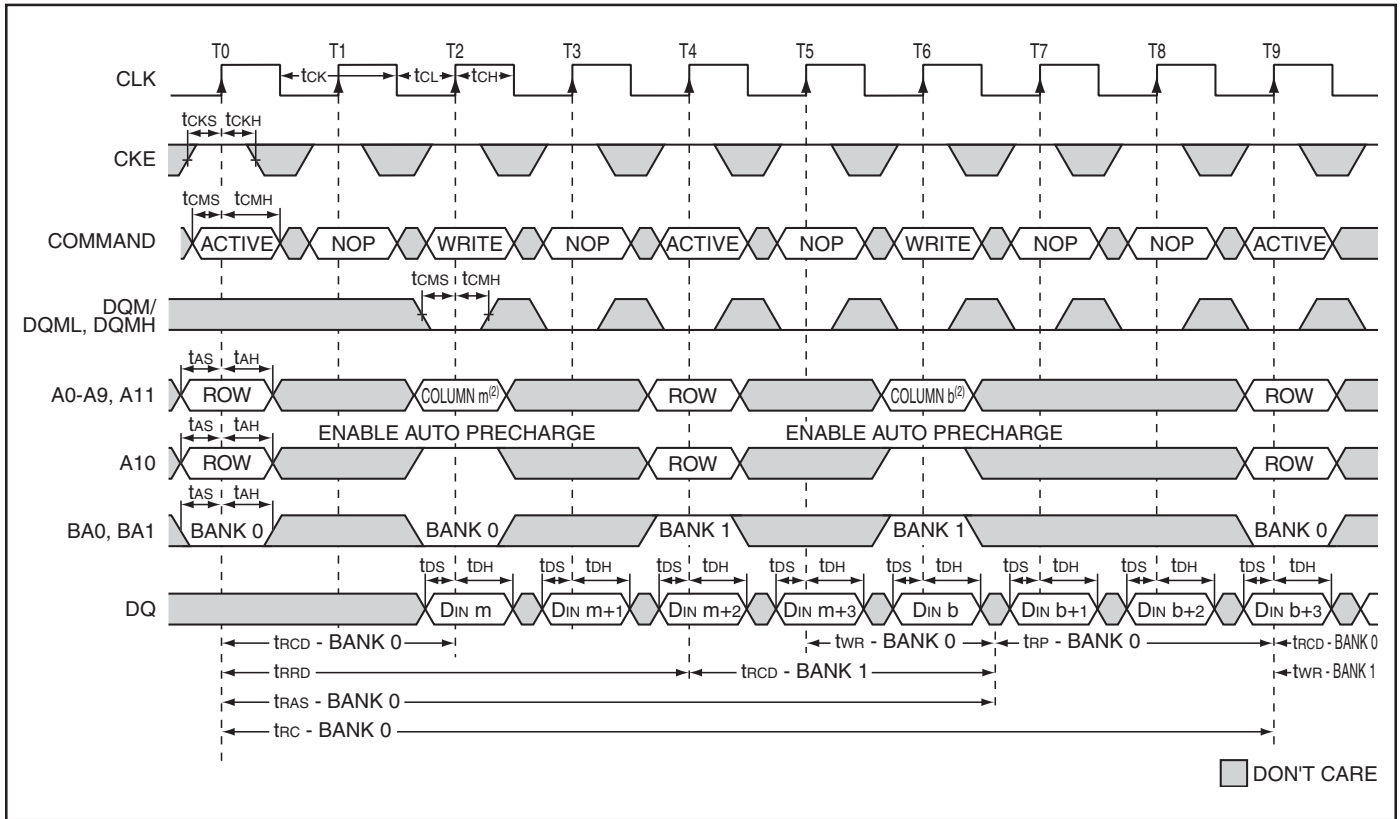 T0 T1 T2 T3 T4 T5 T6 T7 T8 T9
CLK tCK tCL tCH
tCKS tCKH
CKE
tCMS tCMH
COMMAND ACTIVE NOP WRITE NOP ACTIVE NOP WRITE NOP NOP ACTIVE
tCMS tCMH
DQM/
DQML, DQMH
tAS tAH
A0-A9, A11 ROW COLUMN m(2) ROW COLUMN b(2) ROW
tAS tAH ENABLE AUTO PRECHARGE ENABLE AUTO PRECHARGE
A10 ROW ROW ROW
tAS tAH
BA0, BA1 BANK 0 BANK 0 BANK 1 BANK 1 BANK 0
tDS tDH tDS tDH tDS tDH tDS tDH tDS tDH tDS tDH tDS tDH tDS tDH
DQ DIN m DIN m+1 DIN m+2 DIN m+3 DIN b DIN b+1 DIN b+2 DIN b+3
tRCD - BANK 0 tWR - BANK 0 tRP - BANK 0 tRCD - BANK 0
tRRD tRCD - BANK 1 tWR - BANK 1
tRAS - BANK 0
tRC - BANK 0
DON'T CARE